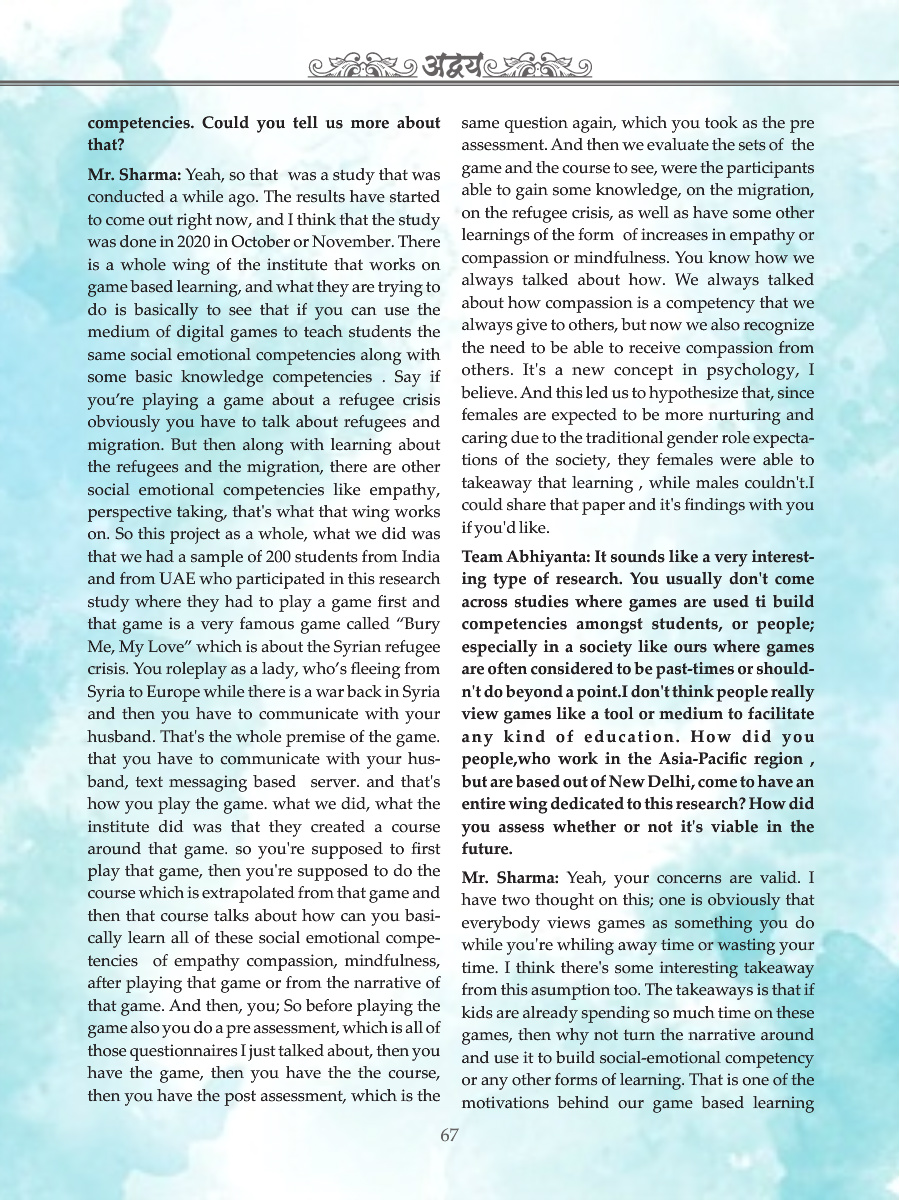 अद्वय
competencies. Could you tell us more about
that?
Mr. Sharma: Yeah, so that  was a study that was
conducted a while ago. The results have started
to come out right now, and I think that the study
was done in 2020 in October or November. There
is a whole wing of the institute that works on
game based learning, and what they are trying to
do is basically to see that if you can use the
medium of digital games to teach students the
same social emotional competencies along with
some basic knowledge competencies . Say if
you’re playing a game about a refugee crisis
obviously you have to talk about refugees and
migration. But then along with learning about
the refugees and the migration, there are other
social emotional competencies like empathy,
perspective taking, that's what that wing works
on. So this project as a whole, what we did was
that we had a sample of 200 students from India
and from UAE who participated in this research
study where they had to play a game first and
that game is a very famous game called “Bury
Me, My Love” which is about the Syrian refugee
crisis. You roleplay as a lady, who’s fleeing from
Syria to Europe while there is a war back in Syria
and then you have to communicate with your
husband. That's the whole premise of the game.
that you have to communicate with your hus-
band, text messaging based  server. and that's
how you play the game. what we did, what the
institute did was that they created a course
around that game. so you're supposed to first
play that game, then you're supposed to do the
course which is extrapolated from that game and
then that course talks about how can you basi-
cally learn all of these social emotional compe-
tencies  of empathy compassion, mindfulness,
after playing that game or from the narrative of
that game. And then, you; So before playing the
game also you do a pre assessment, which is all of
those questionnaires I just talked about, then you
have the game, then you have the the course,
then you have the post assessment, which is the
same question again, which you took as the pre
assessment. And then we evaluate the sets of  the
game and the course to see, were the participants
able to gain some knowledge, on the migration,
on the refugee crisis, as well as have some other
learnings of the form  of increases in empathy or
compassion or mindfulness. You know how we
always talked about how. We always talked
about how compassion is a competency that we
always give to others, but now we also recognize
the need to be able to receive compassion from
others. It's a new concept in psychology, I
believe. And this led us to hypothesize that, since
females are expected to be more nurturing and
caring due to the traditional gender role expecta-
tions of the society, they females were able to
takeaway that learning , while males couldn't.I
could share that paper and it's findings with you
if you'd like.
Team Abhiyanta: It sounds like a very interest-
ing type of research. You usually don't come
across studies where games are used ti build
competencies amongst students, or people;
especially in a society like ours where games
are often considered to be past-times or should-
n't do beyond a point.I don't think people really
view games like a tool or medium to facilitate
any kind of education. How did you
people,who work in the Asia-Pacific region ,
but are based out of New Delhi, come to have an
entire wing dedicated to this research? How did
you assess whether or not it's viable in the
future.
Mr. Sharma: Yeah, your concerns are valid. I
have two thought on this; one is obviously that
everybody views games as something you do
while you're whiling away time or wasting your
time. I think there's some interesting takeaway
from this asumption too. The takeaways is that if
kids are already spending so much time on these
games, then why not turn the narrative around
and use it to build social-emotional competency
or any other forms of learning. That is one of the
motivations behind our game based learning
67